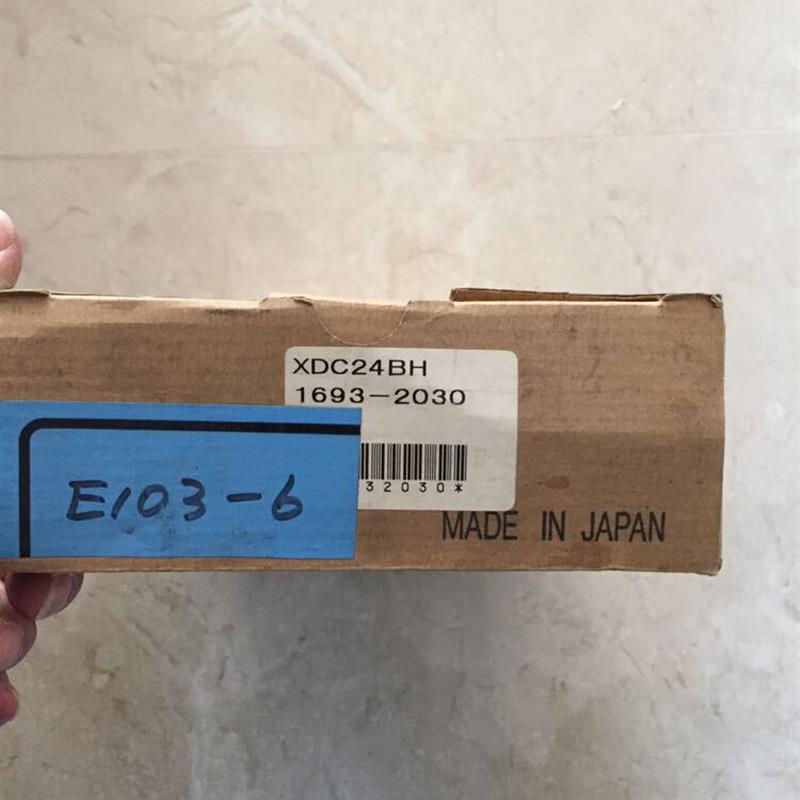 XDC24BH
1693-2030
32030*
E103-6
MADE IN JAPAN